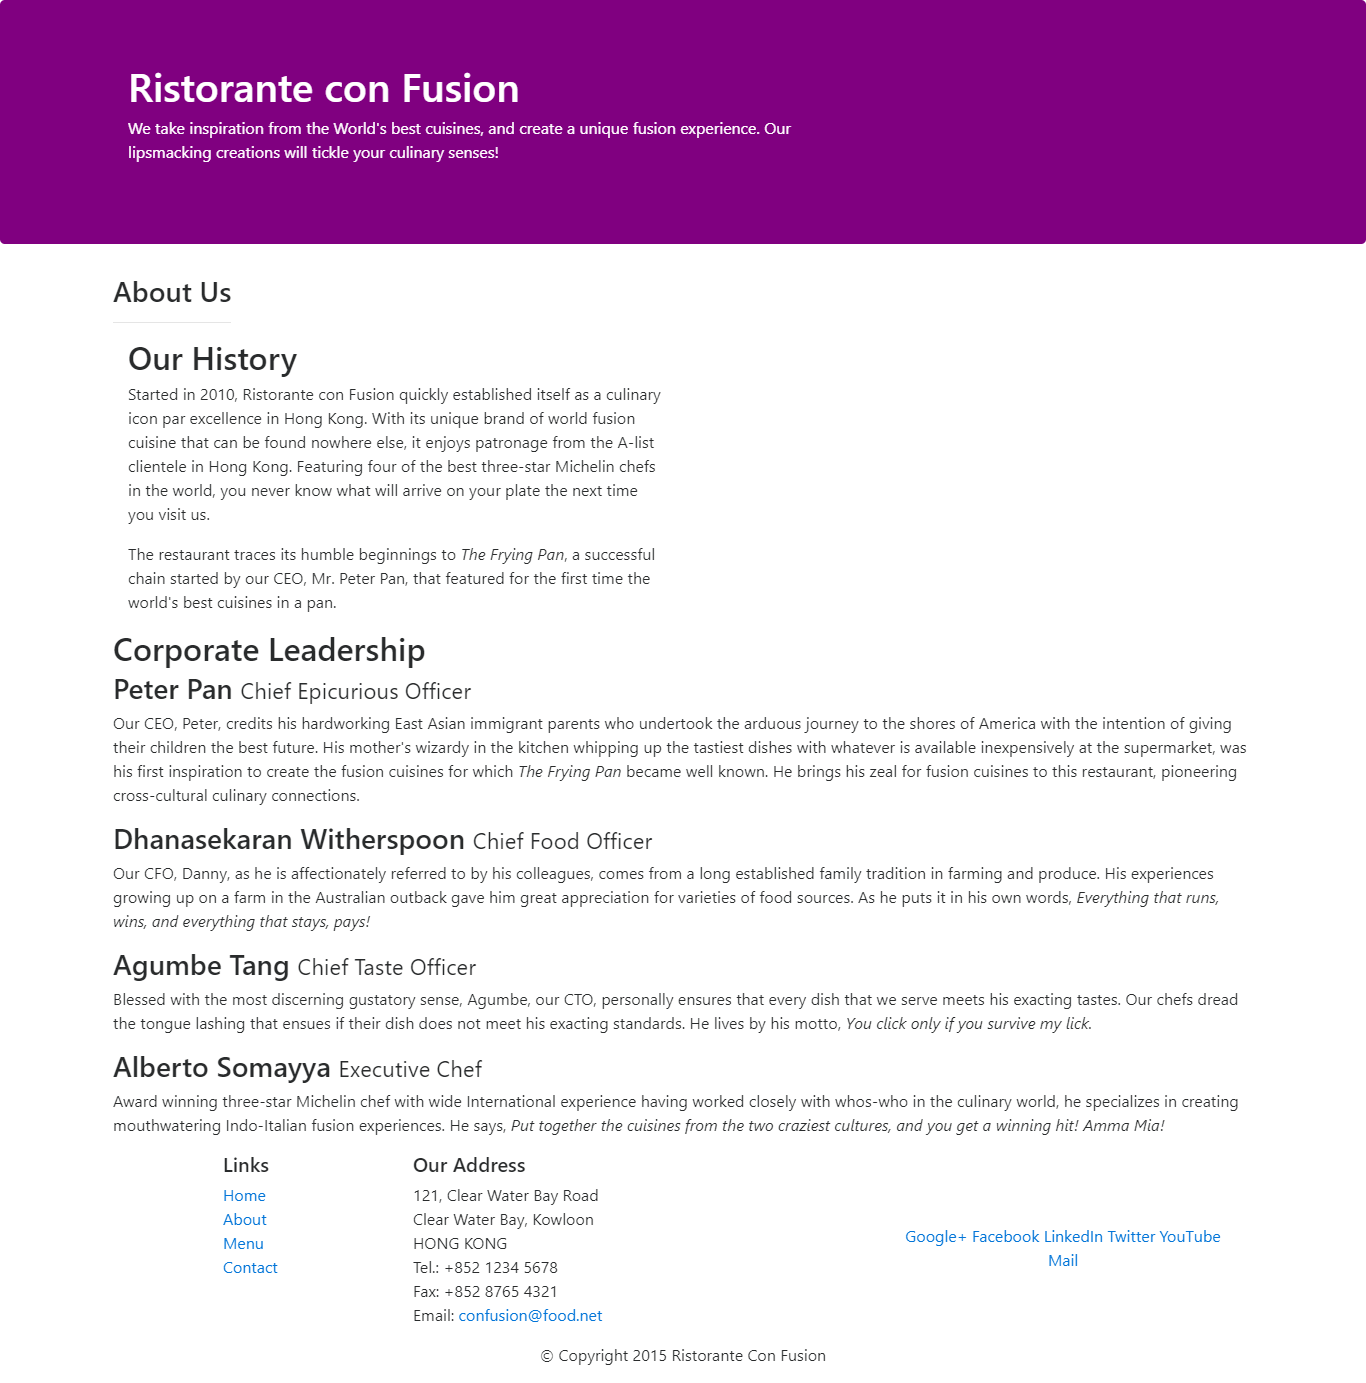 Ristorante con Fusion
We take inspiration from the World's best cuisines, and create a unique fusion experience. Our
lipsmacking creations will tickle your culinary senses!
About Us
Our History
Started in 2010, Ristorante con Fusion quickly established itself as a culinary
icon par excellence in Hong Kong. With its unique brand of world fusion
cuisine that can be found nowhere else, it enjoys patronage from the A-list
clientele in Hong Kong. Featuring four of the best three-star Michelin chefs
in the world, you never know what will arrive on your plate the next time
you visit us.
The restaurant traces its humble beginnings to The Frying Pan, a successful
chain started by our CEO, Mr. Peter Pan, that featured for the first time the
world's best cuisines in a pan.
Corporate Leadership
Peter Pan Chief Epicurious Officer
Our CEO, Peter, credits his hardworking East Asian immigrant parents who undertook the arduous journey to the shores of America with the intention of giving
their children the best future. His mother's wizardy in the kitchen whipping up the tastiest dishes with whatever is available inexpensively at the supermarket, was
his first inspiration to create the fusion cuisines for which The Frying Pan became well known. He brings his zeal for fusion cuisines to this restaurant, pioneering
cross-cultural culinary connections.
Dhanasekaran Witherspoon Chief Food Officer
Our CFO, Danny, as he is affectionately referred to by his colleagues, comes from a long established family tradition in farming and produce. His experiences
growing up on a farm in the Australian outback gave him great appreciation for varieties of food sources. As he puts it in his own words, Everything that runs,
wins, and everything that stays, pays!
Agumbe Tang Chief Taste Officer
Blessed with the most discerning gustatory sense, Agumbe, our CTO, personally ensures that every dish that we serve meets his exacting tastes. Our chefs dread
the tongue lashing that ensues if their dish does not meet his exacting standards. He lives by his motto, You click only if you survive my lick.
Alberto Somayya Executive Chef
Award winning three-star Michelin chef with wide International experience having worked closely with whos-who in the culinary world, he specializes in creating
mouthwatering Indo-Italian fusion experiences. He says, Put together the cuisines from the two craziest cultures, and you get a winning hit! Amma Mia!
Links
Home
About
Menu
Contact
Our Address
121, Clear Water Bay Road
Clear Water Bay, Kowloon
HONG KONG
Tel.: +852 1234 5678
Fax: +852 8765 4321
Email: confusion@food.net
Google+ Facebook LinkedIn Twitter YouTube
Mail
© Copyright 2015 Ristorante Con Fusion